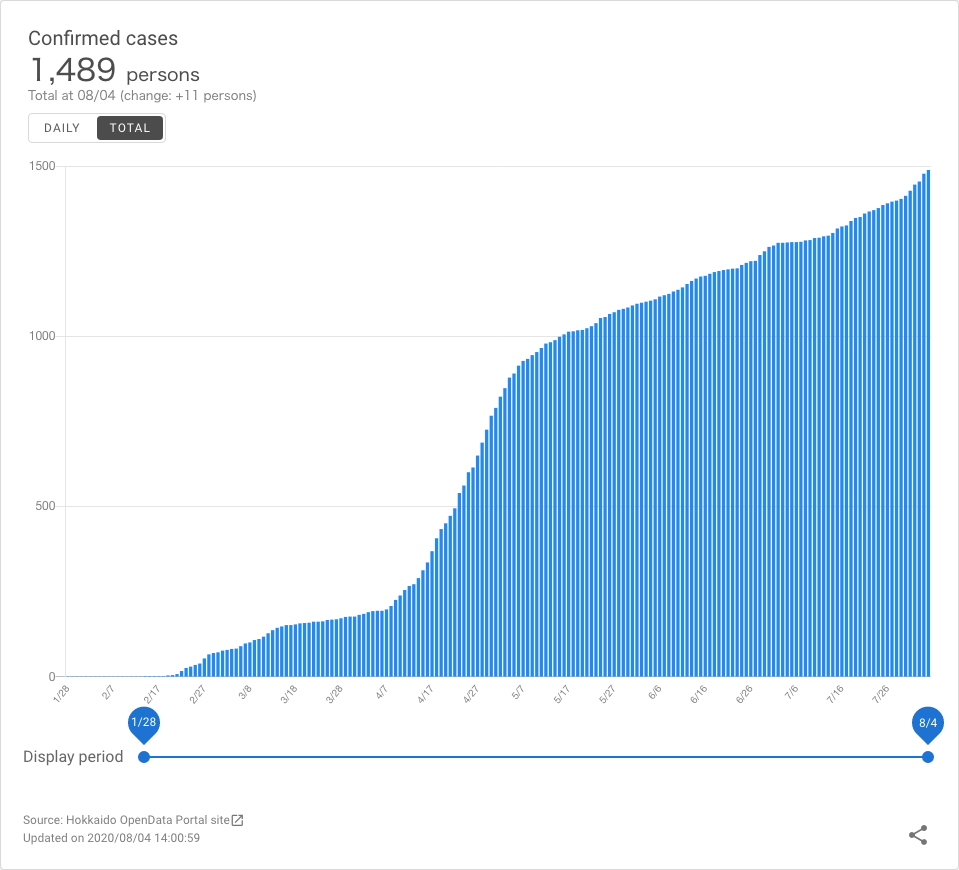 Confirmed cases
1,489 persons
Total at 08/04 (change: +11 persons)
DAILY TOTAL
1500
1000
500
0
1/28 2/7 2/17 2/27 3/8 3/18 3/28 4/7 4/17 4/27 5/7 5/17 5/27 6/6 6/16 6/26 7/6 7/16 7/26
1/28 8/4
Display period
Source: Hokkaido OpenData Portal site
Updated on 2020/08/04 14:00:59